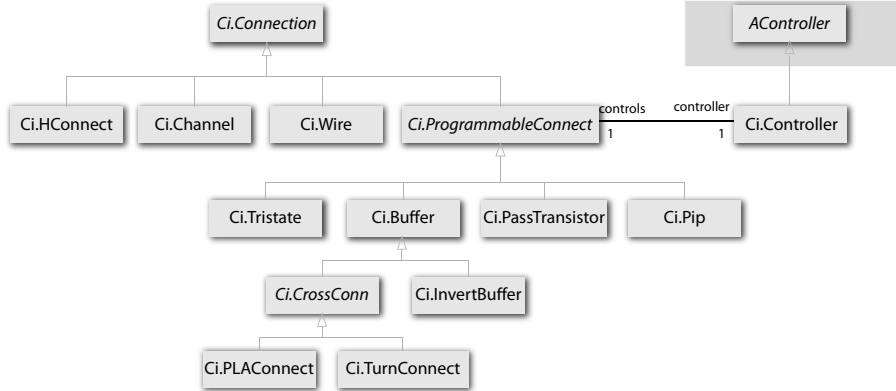 Ci.Connection
AController
Ci.HConnect
Ci.Channel
Ci.Wire
Ci.ProgrammableConnect
controls
controller
1
1
Ci.Controller
Ci.Tristate
Ci.Buffer
Ci.PassTransistor
Ci.Pip
Ci.CrossConn
Ci.InvertBuffer
Ci.PLAConnect
Ci.TurnConnect